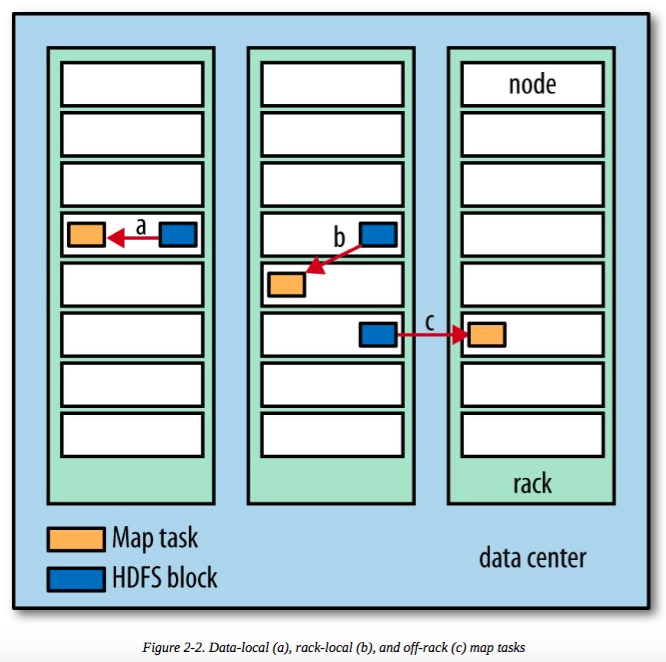 node
a
b
c
rack
Map task
HDFS block
data center
Figure 2-2. Data-local (a), rack-local (b), and off-rack (c) map tasks